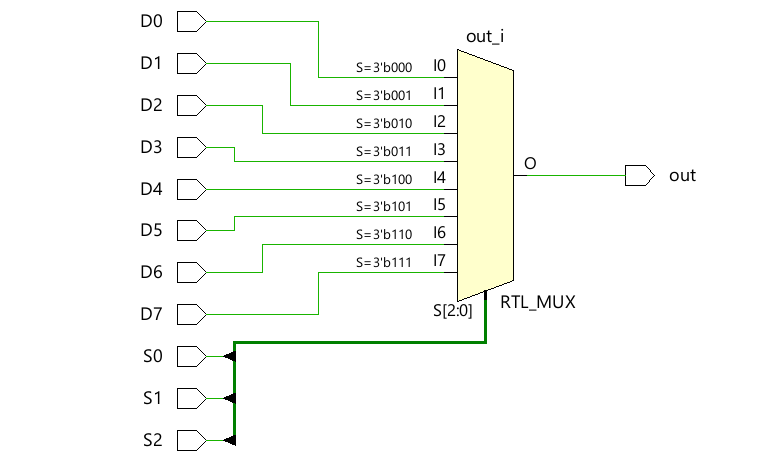 D0
out_i
D1
S=3'b000 I0
S=3'b001 I1
D2
S=3'b010 I2
D3
S=3'b011 I3
O
out
D4
S=3'b100 I4
D5
S=3'b101 I5
S=3'b110 I6
D6
S=3'b111 I7
D7
S[2:0]
RTL_MUX
S0
S1
S2